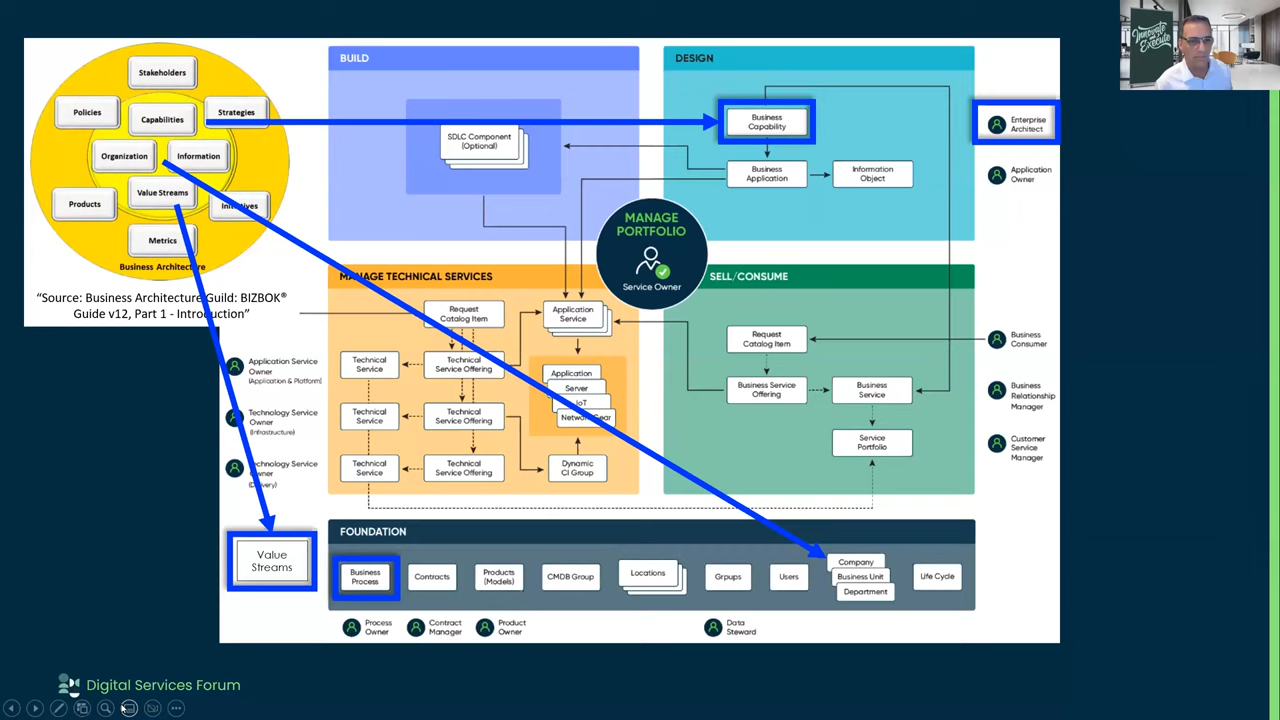 Innovate
Execute
Stakeholders
Policies
Strategies
Capabilities
Organization
Information
Value Streams
Products
Initiatives
Metrics
Business Architecture
“Source: Business Architecture Guild: BIZBOK®
Guide v12, Part 1 - Introduction”
BUILD
SDLC Component
(Optional)
DESIGN
Business
Capability
Business
Application
Information
Object
Enterprise
Architect
Application
Owner
MANAGE
PORTFOLIO
Service Owner
MANAGE TECHNICAL SERVICES
Request
Catalog Item
Application
Service
Technical
Service
Technical
Service Offering
Application
Server
IoT
Network Gear
Technical
Service
Technical
Service Offering
Technical
Service
Technical
Service Offering
Dynamic
CI Group
Application Service
Owner
(Application & Platform)
Technology Service
Owner
(Infrastructure)
Technology Service
Owner
(Delivery)
SELL/CONSUME
Request
Catalog Item
Business Service
Offering
Business
Service
Service
Portfolio
Business
Consumer
Business
Relationship
Manager
Customer
Service
Manager
Value
Streams
FOUNDATION
Business
Process
Contracts
Products
(Models)
CMDB Group
Locations
Grpups
Users
Company
Business Unit
Department
Life Cycle
Process
Owner
Contract
Manager
Product
Owner
Data
Steward
Digital Services Forum